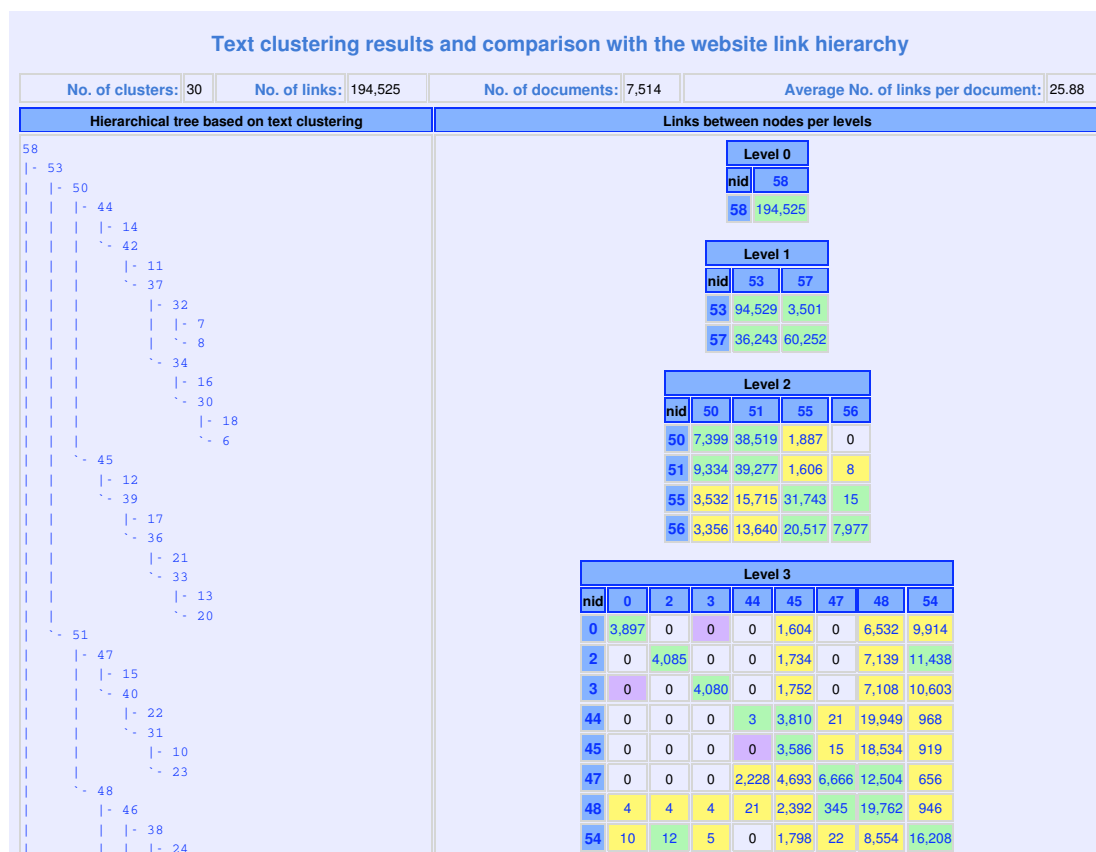 Text clustering results and comparison with the website link hierarchy
No. of clusters: 30 No. of links: 194,525 No. of documents: 7,514 Average No. of links per document: 25.88
Hierarchical tree based on text clustering
58
|- 53
|  |- 50
|  |  |- 44
|  |  |  |- 14
|  |  |  `- 42
|  |  |     |- 11
|  |  |     `- 37
|  |  |        |- 32
|  |  |        |  |- 7
|  |  |        |  `- 8
|  |  |        `- 34
|  |  |           |- 16
|  |  |           `- 30
|  |  |              |- 18
|  |  |              `- 6
|  |  `- 45
|  |     |- 12
|  |     `- 39
|  |        |- 17
|  |        `- 36
|  |           |- 21
|  |           `- 33
|  |              |- 13
|  |              `- 20
|  `- 51
|     |- 47
|     |  |- 15
|     |  `- 40
|     |     |- 22
|     |     `- 31
|     |        |- 10
|     |        `- 23
|     `- 48
|        |- 46
|        |  |- 38
|        |  |  |- 24
Links between nodes per levels
Level 0
nid 58
58 194,525
Level 1
nid 53 57
53 94,529 3,501
57 36,243 60,252
Level 2
nid 50 51 55 56
50 7,399 38,519 1,887 0
51 9,334 39,277 1,606 8
55 3,532 15,715 31,743 15
56 3,356 13,640 20,517 7,977
Level 3
nid 0 2 3 44 45 47 48 54
0 3,897 0 0 0 1,604 0 6,532 9,914
2 0 4,085 0 0 1,734 0 7,139 11,438
3 0 0 4,080 0 1,752 0 7,108 10,603
44 0 0 0 3 3,810 21 19,949 968
45 0 0 0 0 3,586 15 18,534 919
47 0 0 0 2,228 4,693 6,666 12,504 656
48 4 4 4 21 2,392 345 19,762 946
54 10 12 5 0 1,798 22 8,554 16,208